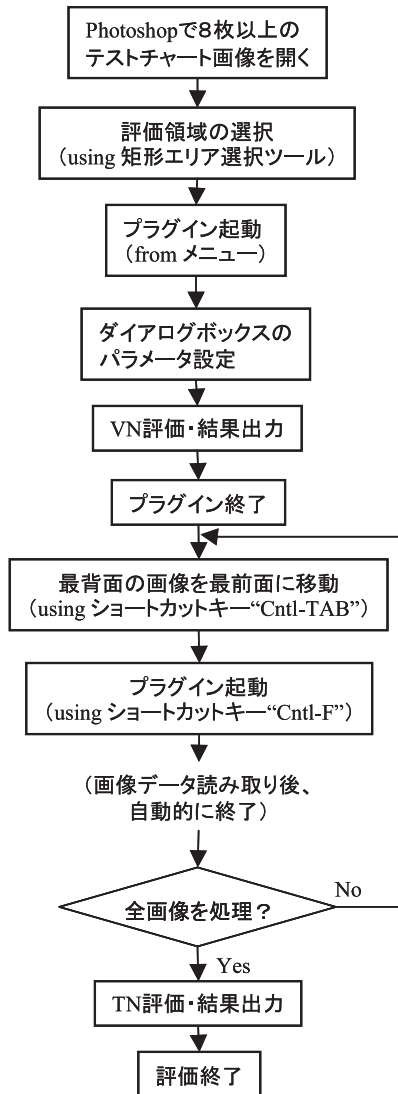 Photoshopで８枚以上の
テストチャート画像を開く
評価領域の選択
（using 矩形エリア選択ツール）
プラグイン起動
（from メニュー）
ダイアログボックスの
パラメータ設定
VN評価・結果出力
プラグイン終了
最背面の画像を最前面に移動
（using ショートカットキー“Cntl-TAB”）
プラグイン起動
（using ショートカットキー“Cntl-F”）
（画像データ読み取り後、
自動的に終了）
全画像を処理？
No
Yes
TN評価・結果出力
評価終了